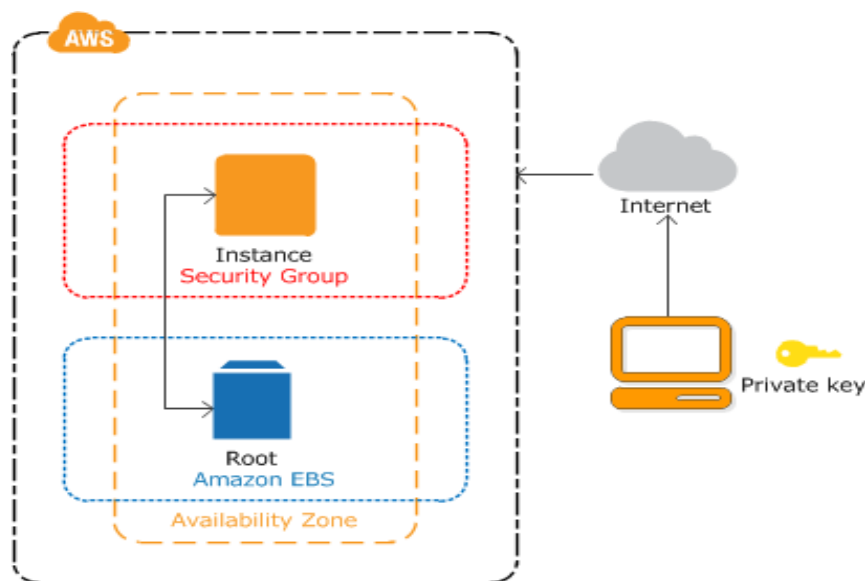 AWS
Instance
Security Group
Internet
Private key
Root
Amazon EBS
Availability Zone